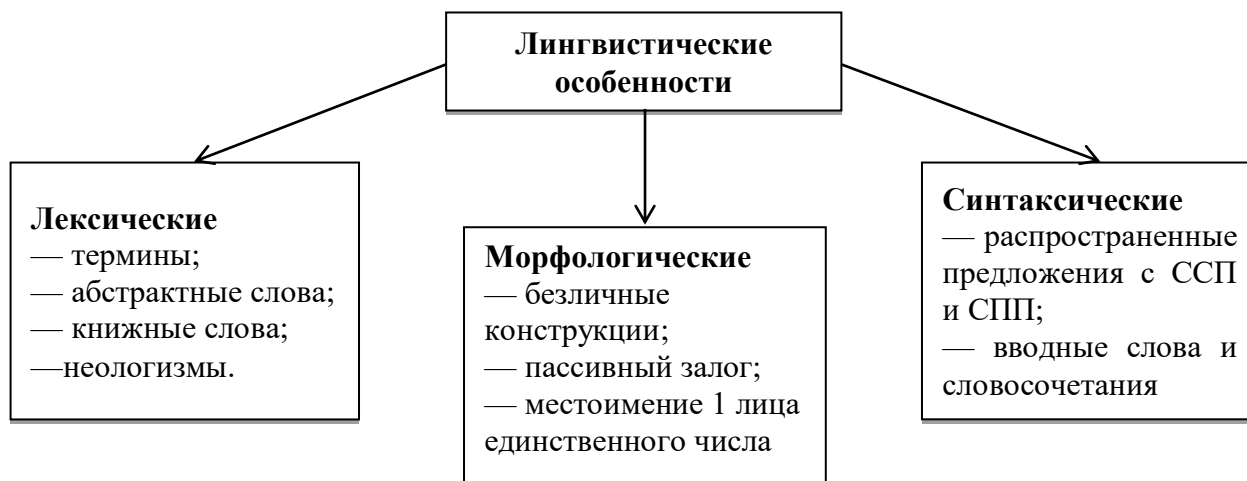 Лингвистические
особенности
Лексические
— термины;
— абстрактные слова;
— книжные слова;
—неологизмы.
Морфологические
— безличные
конструкции;
— пассивный залог;
— местоимение 1 лица
единственного числа
Синтаксические
— распространенные
предложения с ССП
и СПП;
— вводные слова и
словосочетания